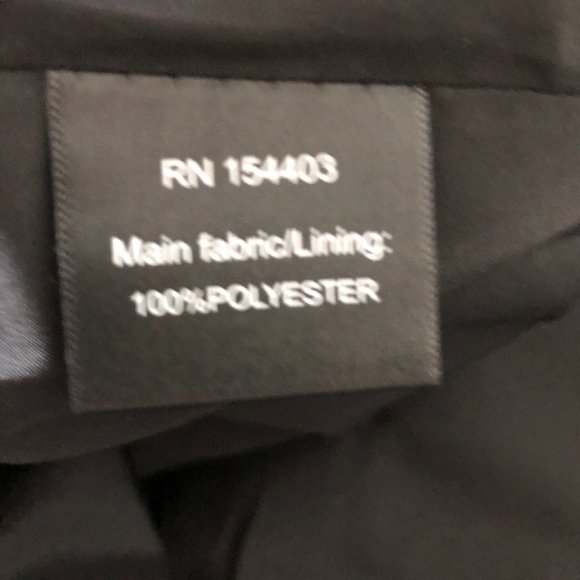 RN 154403
Main fabric/Lining:
100%POLYESTER